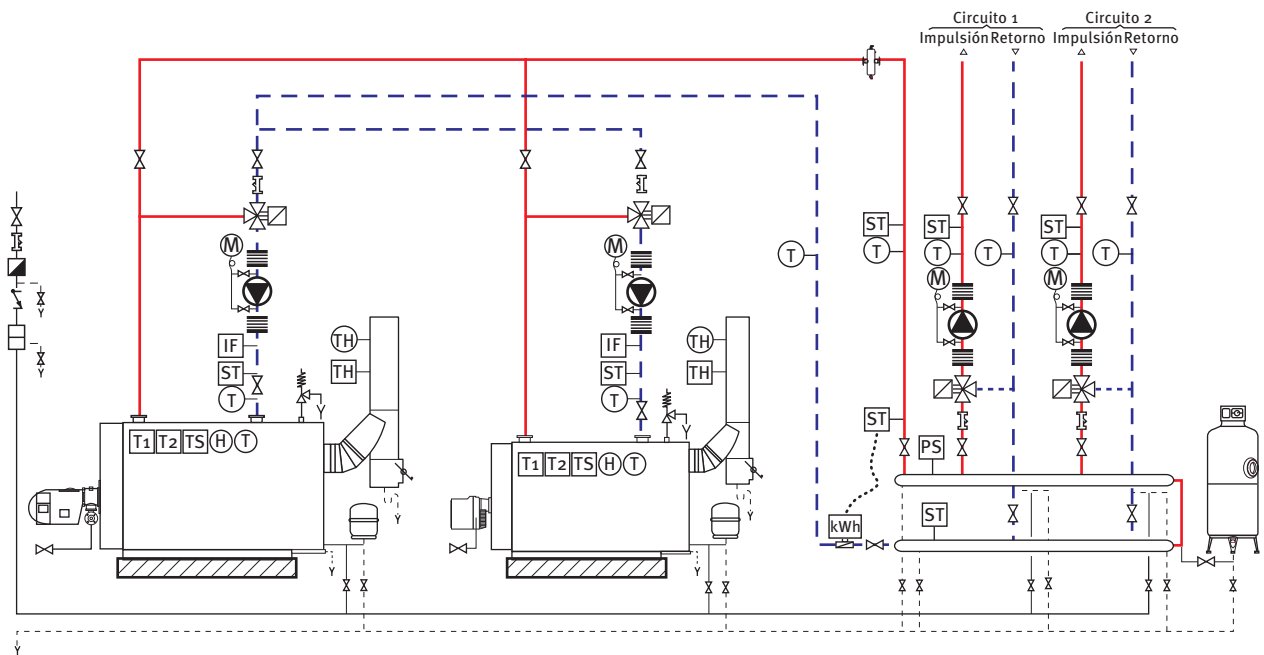 Circuito 1 Circuito 2
Impulsión Retorno Impulsión Retorno
ST ST ST
T T T T T
M M M M
IF IF
TH TH
ST ST
TH TH
T T
ST
T1 T2 TS H T
T1 T2 TS H T
PS
ST
kWh